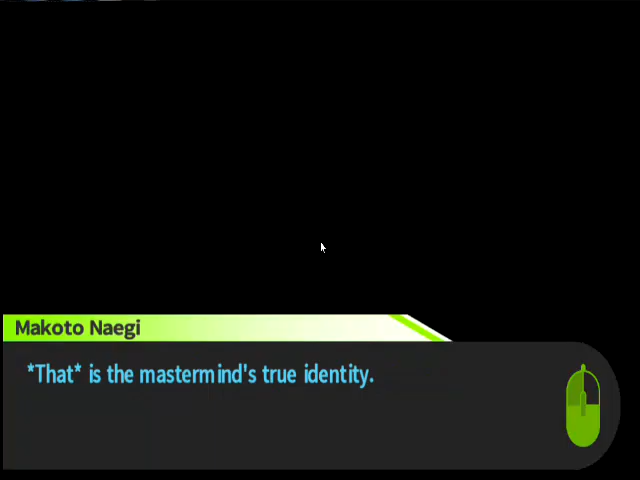 Makoto Naegi
*That* is the mastermind's true identity.